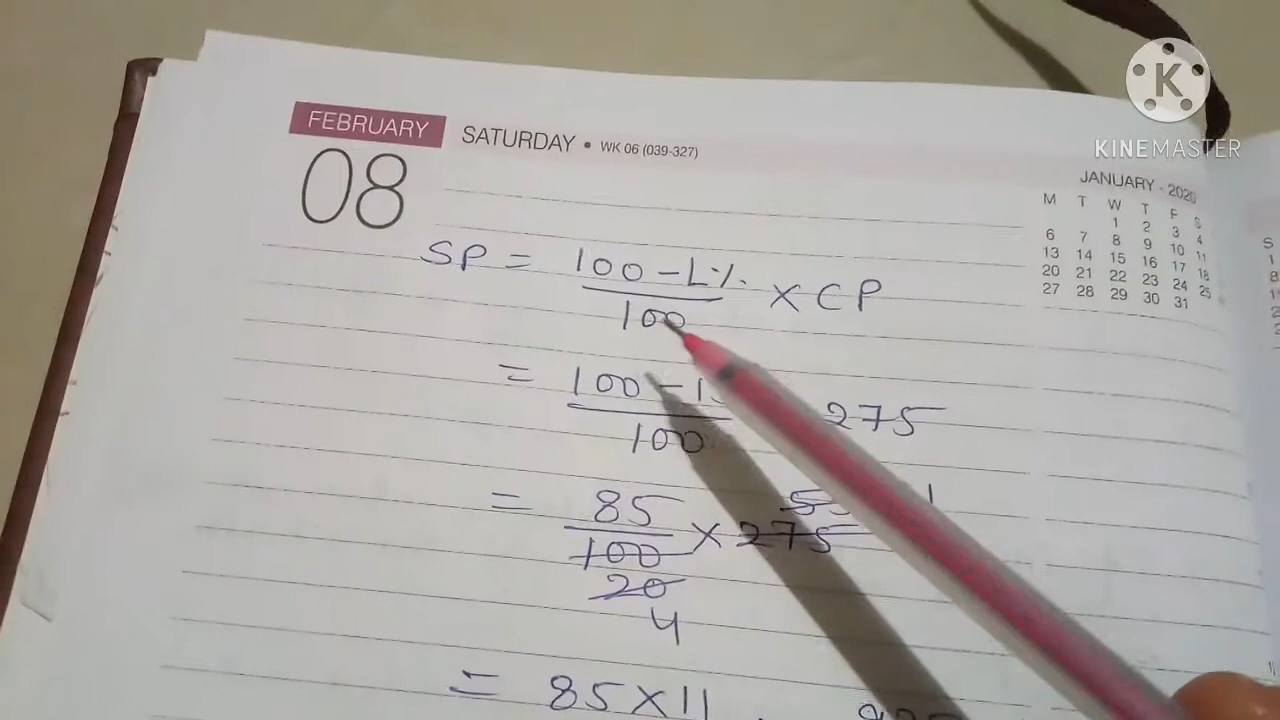 K
KINEMASTER
FEBRUARY SATURDAY • WK 06 (039-327)
08
JANUARY - 2020
M T W T F S
1 2 3 4
6 7 8 9 10 11
13 14 15 16 17 18
20 21 22 23 24 25
27 28 29 30 31
SP = 100 - L% / 100 × CP
= 100 - 1 / 100 275
= 85 / 100 × 275
20
4
= 85 × 11